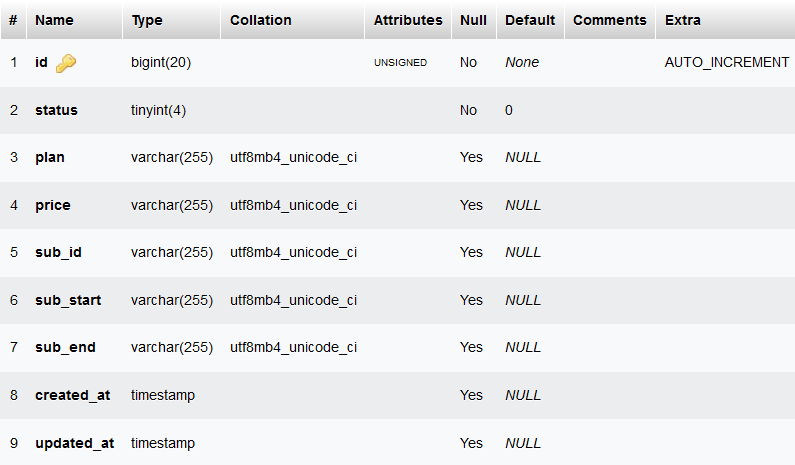 # Name Type Collation Attributes Null Default Comments Extra
1 id bigint(20) UNSIGNED No None AUTO_INCREMENT
2 status tinyint(4) No 0
3 plan varchar(255) utf8mb4_unicode_ci Yes NULL
4 price varchar(255) utf8mb4_unicode_ci Yes NULL
5 sub_id varchar(255) utf8mb4_unicode_ci Yes NULL
6 sub_start varchar(255) utf8mb4_unicode_ci Yes NULL
7 sub_end varchar(255) utf8mb4_unicode_ci Yes NULL
8 created_at timestamp Yes NULL
9 updated_at timestamp Yes NULL